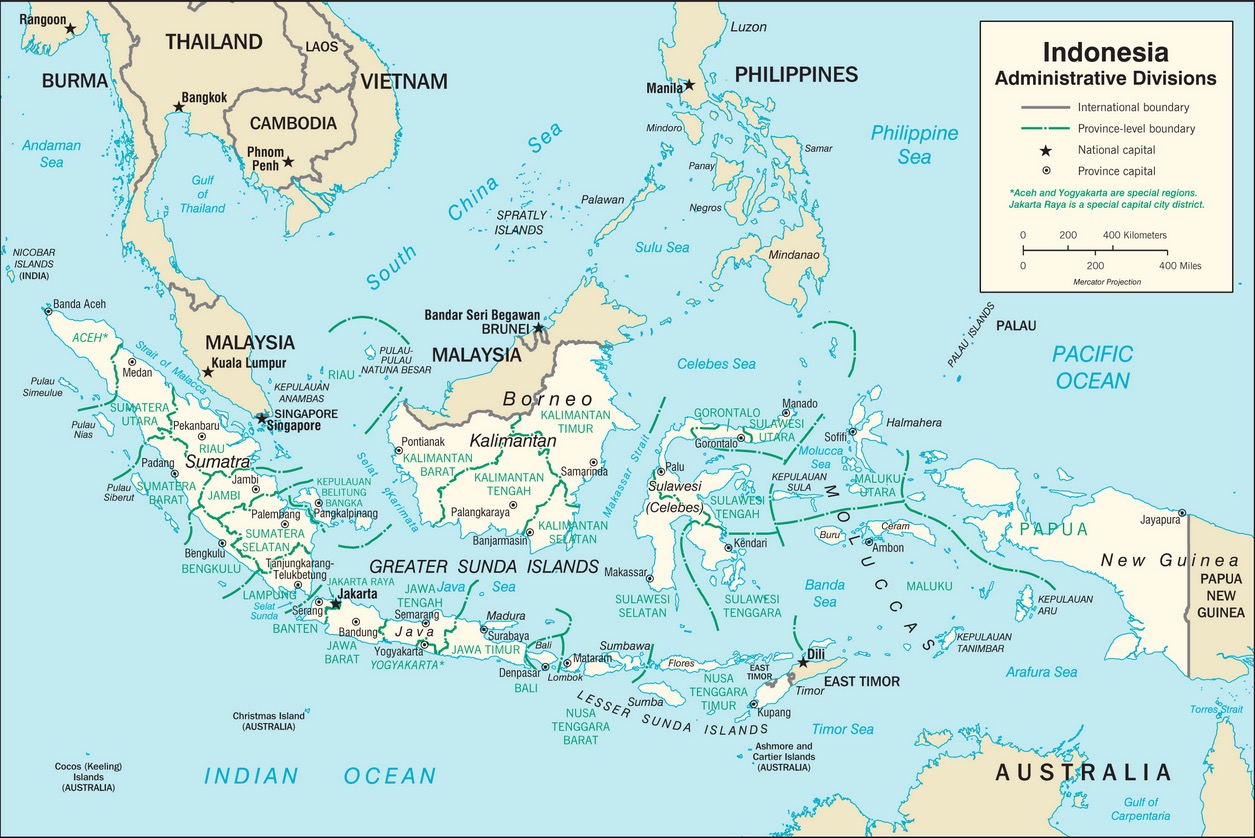 Rangoon
THAILAND
LAOS
BURMA
VIETNAM
Bangkok
CAMBODIA
Phnom
Penh
Andaman
Sea
Gulf
of
Thailand
South China Sea
SPRATLY
ISLANDS
Luzon
PHILIPPINES
Manila
Mindoro
Samar
Panay
Palawan
Negros
Sulu Sea
Mindanao
Philippine
Sea
Indonesia
Administrative Divisions
International boundary
Province-level boundary
National capital
Province capital
*Aceh and Yogyakarta are special regions.
Jakarta Raya is a special capital city district.
0 200 400 Kilometers
0 200 400 Miles
Mercator Projection
NICOBAR
ISLANDS
(INDIA)
Banda Aceh
ACEH*
Strait of Malacca
Medan
MALAYSIA
Kuala Lumpur
Pulau
Simeulue
SUMATERA
UTARA
Pulau
Nias
Pekanbaru
RIAU
Sumatra
Padang
SUMATERA
BARAT
Pulau
Siberut
JAMBI
Jambi
KEPULAUAN
ANAMBAS
SINGAPORE
Singapore
RIAU
PULAU-
PULAU
NATUNA BESAR
Bandar Seri Begawan
BRUNEI
MALAYSIA
Borneo
Kalimantan
KALIMANTAN
TIMUR
Pontianak
KALIMANTAN
BARAT
KALIMANTAN
TENGAH
Samarinda
Palangkaraya
Banjarmasin
KALIMANTAN
SELATAN
Selat Karimata
KEPULAUAN
BELITUNG
BANGKA
Pangkalpinang
Palembang
SUMATERA
SELATAN
Bengkulu
BENGKULU
Tanjungkarang-
Telukbetung
LAMPUNG
Selat
Sunda
Serang
BANTEN
JAKARTA RAYA
Jakarta
Bandung
JAWA
BARAT
JAWA
TENGAH
Semarang
Java
Yogyakarta
YOGYAKARTA*
Java Sea
Madura
Surabaya
JAWA TIMUR
GREATER SUNDA ISLANDS
Bali
Denpasar
BALI
Mataram
Lombok
Sumbawa
NUSA
TENGGARA
BARAT
LESSER SUNDA ISLANDS
Sumba
Flores
NUSA
TENGGARA
TIMUR
EAST
TIMOR
Dili
EAST TIMOR
Timor
Kupang
Timor Sea
Ashmore and
Cartier Islands
(AUSTRALIA)
Celebes Sea
Makassar Strait
GORONTALO
SULAWESI
UTARA
Manado
Gorontalo
Palu
Sulawesi
(Celebes)
SULAWESI
TENGAH
Kendari
Makassar
SULAWESI
SELATAN
SULAWESI
TENGGARA
Sofifi
Halmahera
Molucca
Sea
KEPULAUAN
SULA
MALUKU
UTARA
MOLUCCAS
Buru
Ceram
Ambon
Banda
Sea
MALUKU
KEPULAUAN
ARU
KEPULAUAN
TANIMBAR
Arafura Sea
PALAU ISLANDS
PALAU
PACIFIC
OCEAN
PAPUA
Jayapura
New Guinea
PAPUA
NEW
GUINEA
Torres Strait
AUSTRALIA
Gulf of
Carpentaria
Christmas Island
(AUSTRALIA)
Cocos (Keeling)
Islands
(AUSTRALIA)
INDIAN OCEAN